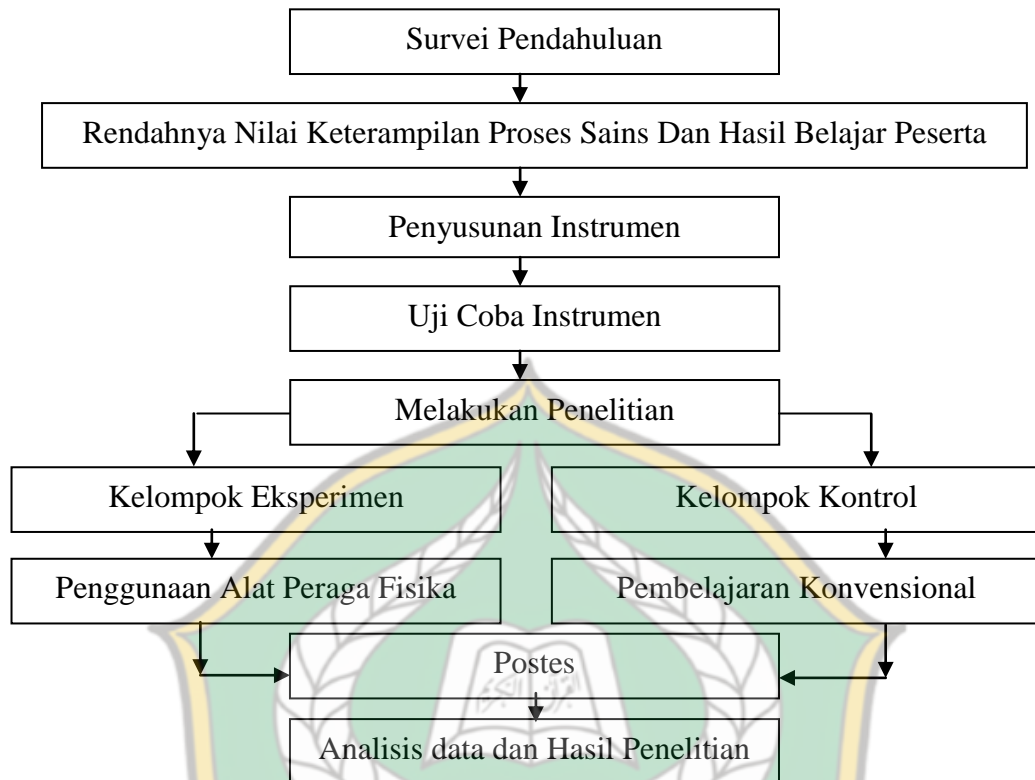 Survei Pendahuluan
Rendahnya Nilai Keterampilan Proses Sains Dan Hasil Belajar Peserta
Penyusunan Instrumen
Uji Coba Instrumen
Melakukan Penelitian
Kelompok Eksperimen
Kelompok Kontrol
Penggunaan Alat Peraga Fisika
Pembelajaran Konvensional
Postes
Analisis data dan Hasil Penelitian